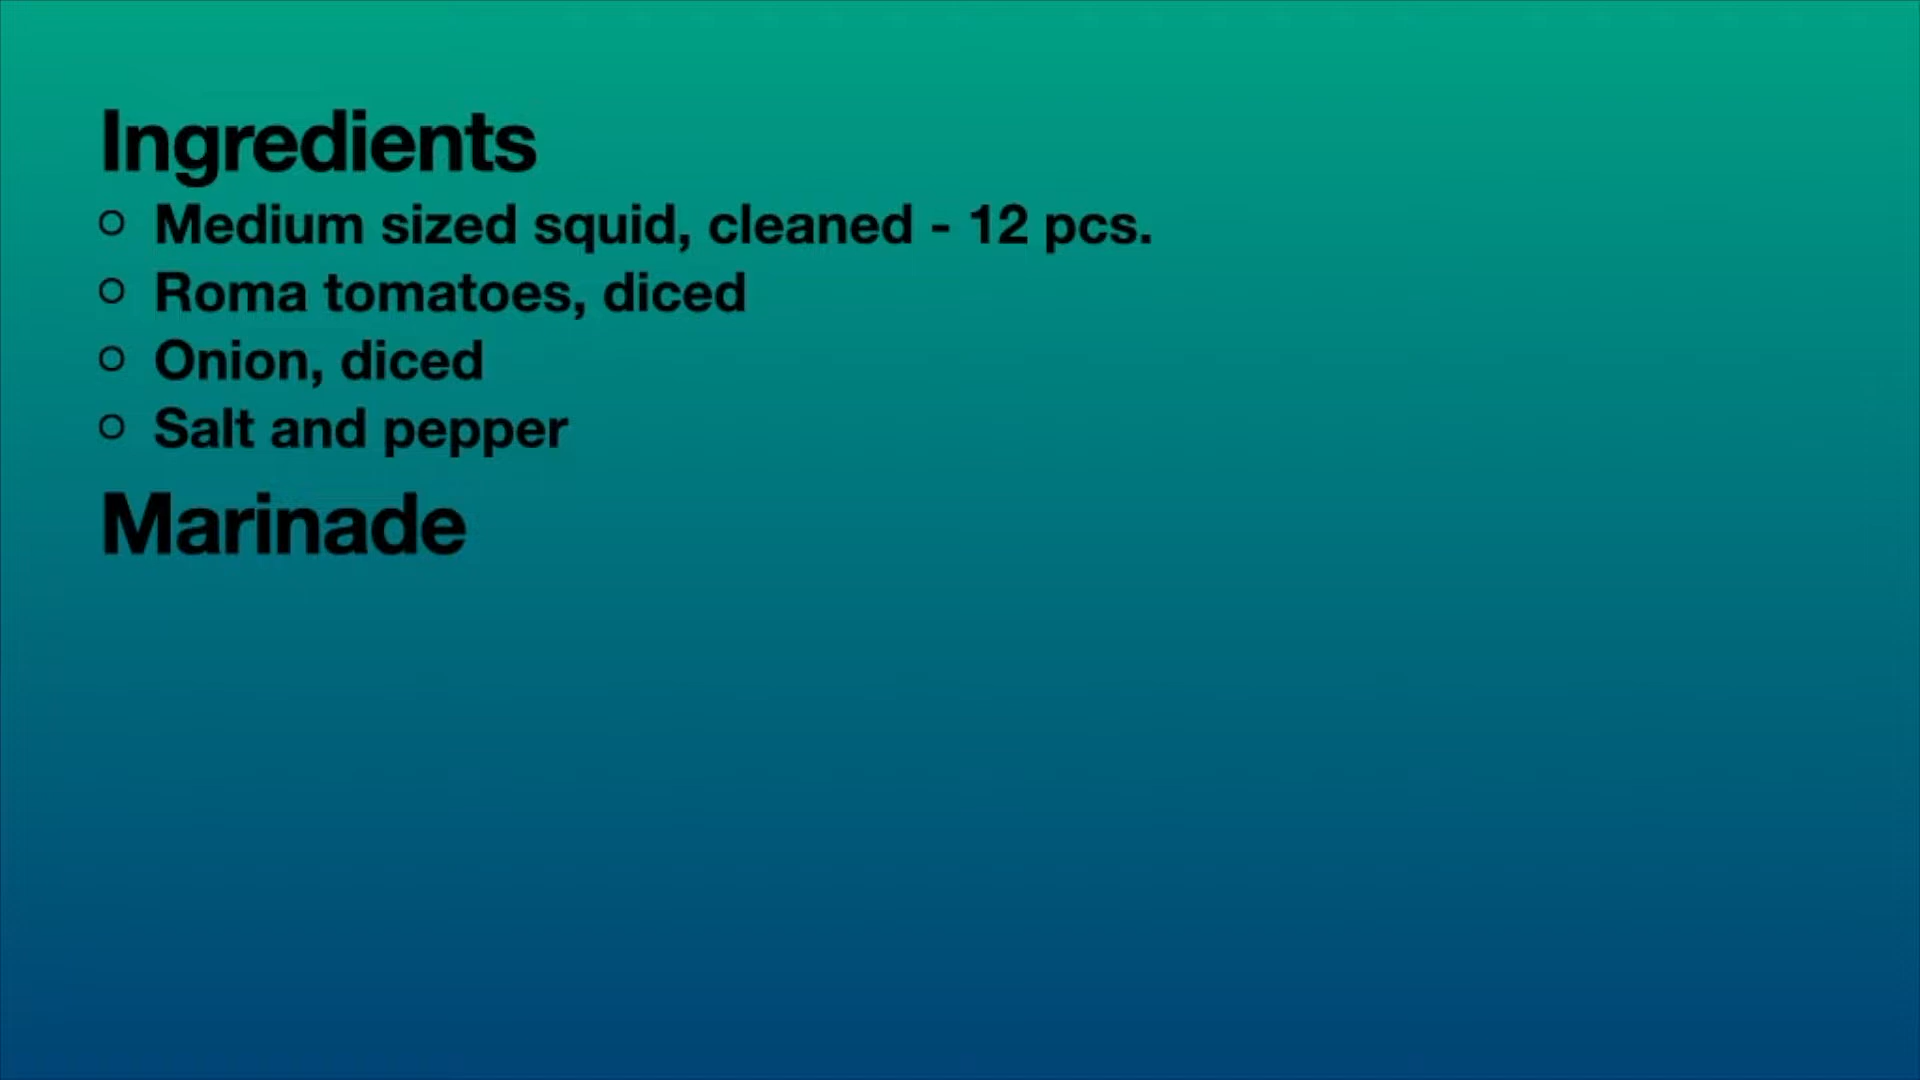 Ingredients
Medium sized squid, cleaned - 12 pcs.
Roma tomatoes, diced
Onion, diced
Salt and pepper
Marinade